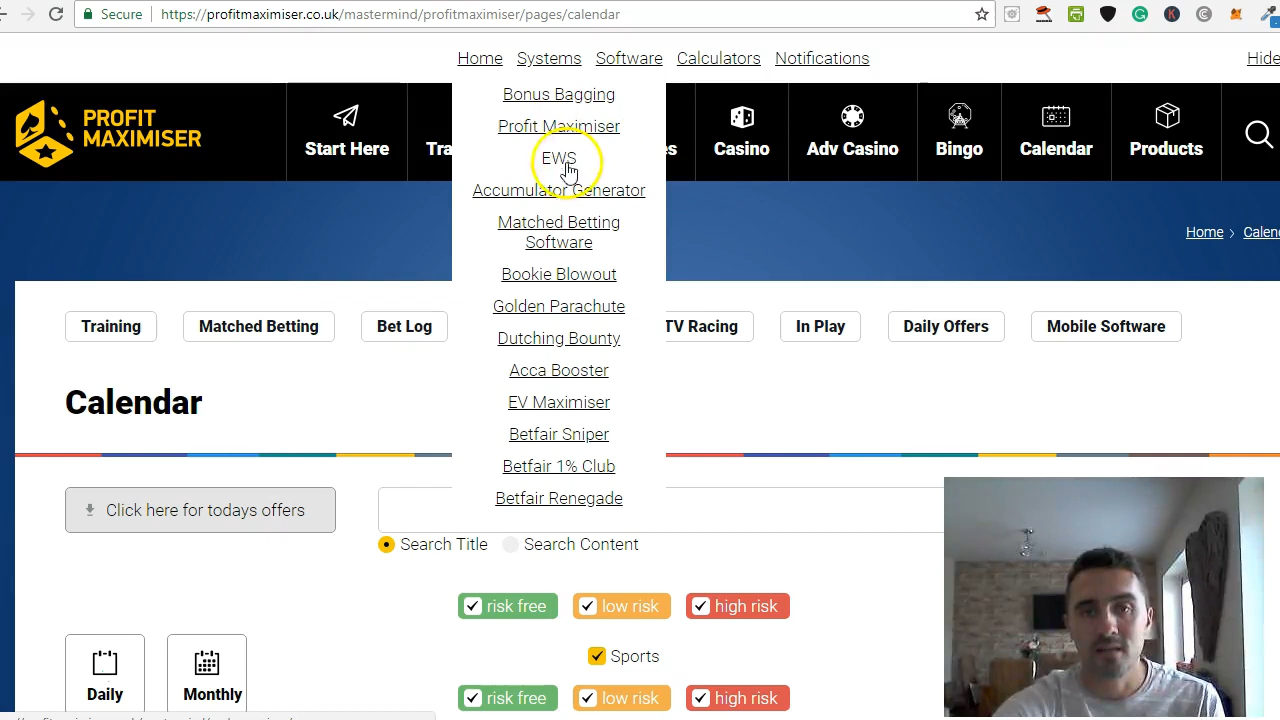 Secure
https://profitmaximiser.co.uk/mastermind/profitmaximiser/pages/calendar
Home Systems Software Calculators Notifications
Hide
Bonus Bagging
Profit Maximiser
EWS
Accumulator Generator
Matched Betting
Software
Bookie Blowout
Golden Parachute
Dutching Bounty
Acca Booster
EV Maximiser
Betfair Sniper
Betfair 1% Club
Betfair Renegade
PROFIT
MAXIMISER
Start Here
Tra
es
Casino
Adv Casino
Bingo
Calendar
Products
Home > Calen
Training
Matched Betting
Bet Log
TV Racing
In Play
Daily Offers
Mobile Software
Calendar
Click here for todays offers
Search Title Search Content
risk free low risk high risk
Sports
risk free low risk high risk
Daily
Monthly